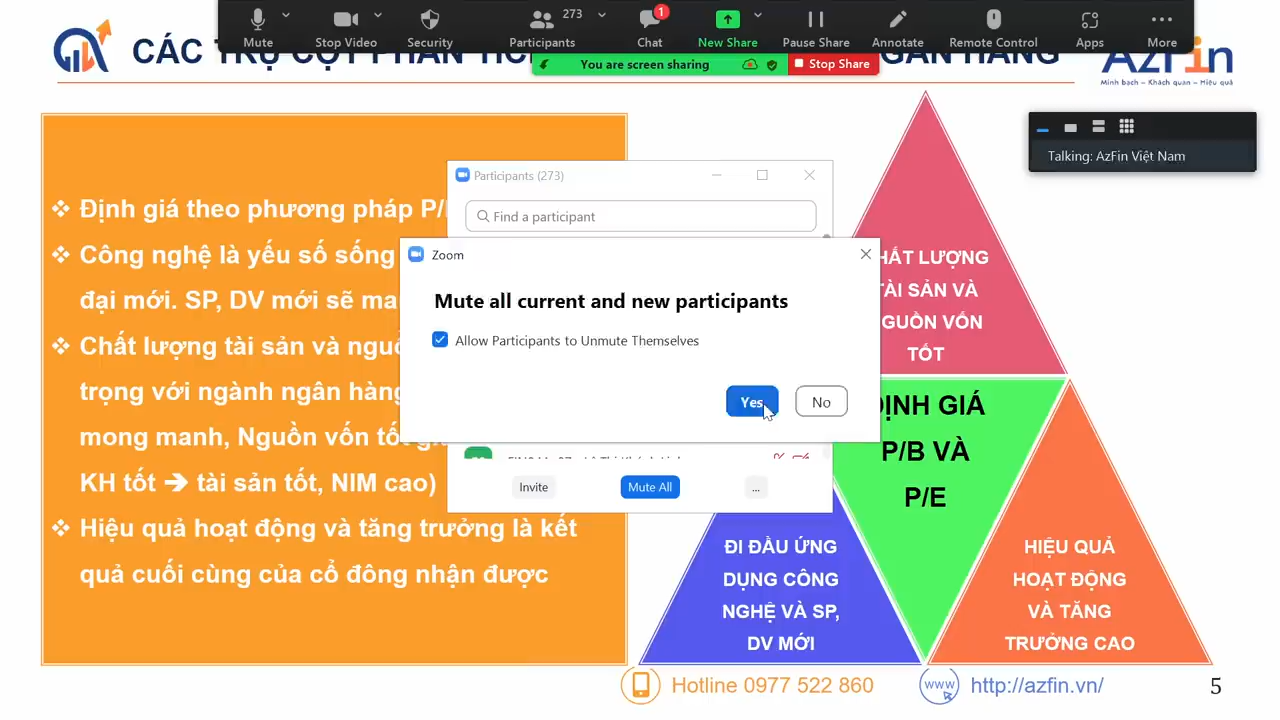 Mute
Stop Video
Security
Participants
273
Chat
1
New Share
Pause Share
Annotate
Remote Control
Apps
More
You are screen sharing
Stop Share
CÁC TRỤ CỘT PHÂN TÍCH
NGÂN HÀNG
AzFin
Minh bạch – Khách quan – Hiệu quả
Talking: AzFin Việt Nam
❖ Định giá theo phương pháp P/
❖ Công nghệ là yếu số sống
đại mới. SP, DV mới sẽ
❖ Chất lượng tài sản và
trọng với ngành ngân hàng
mong manh, Nguồn vốn tốt
KH tốt ➔ tài sản tốt, NIM cao)
❖ Hiệu quả hoạt động và tăng trưởng là kết
quả cuối cùng của cổ đông nhận được
Participants (273)
Find a participant
Zoom
Mute all current and new participants
Allow Participants to Unmute Themselves
Yes
No
Invite
Mute All
...
CHẤT LƯỢNG
TÀI SẢN VÀ
NGUỒN VỐN
TỐT
ĐỊNH GIÁ
P/B VÀ
P/E
ĐI ĐẦU ỨNG
DỤNG CÔNG
NGHỆ VÀ SP,
DV MỚI
HIỆU QUẢ
HOẠT ĐỘNG
VÀ TĂNG
TRƯỞNG CAO
Hotline 0977 522 860
www
http://azfin.vn/
5